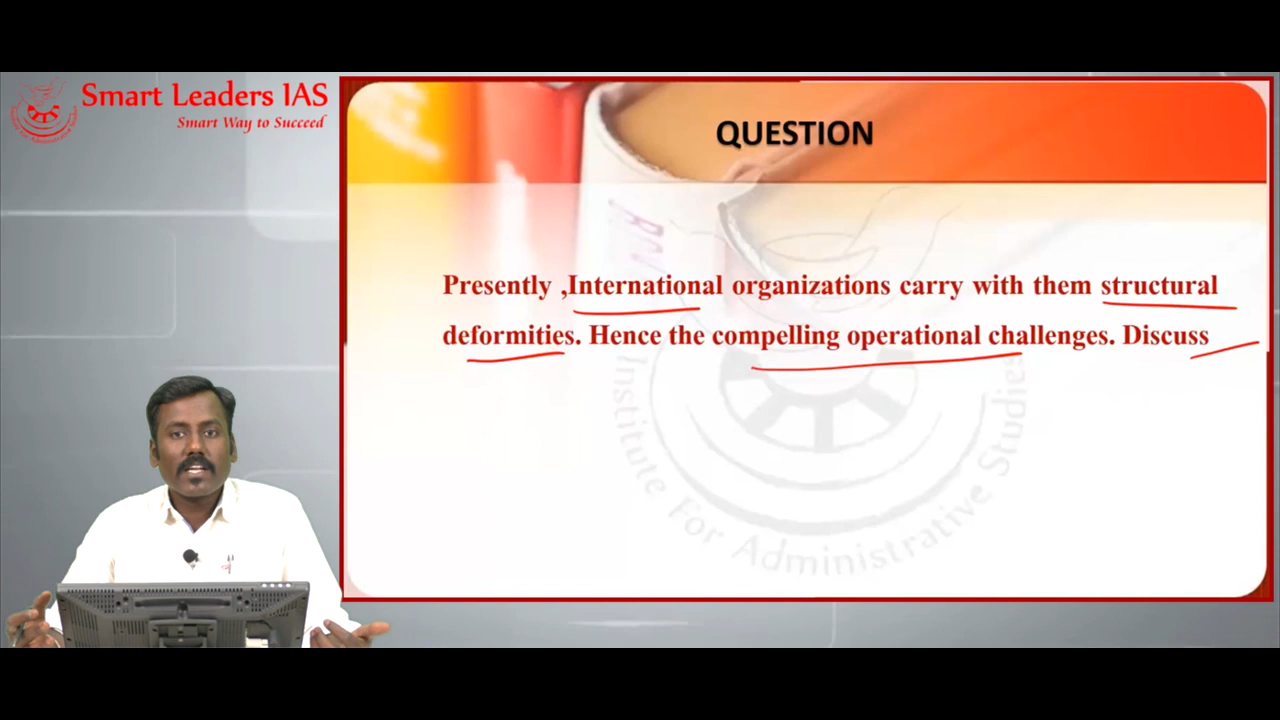 Smart Leaders IAS
Smart Way to Succeed
QUESTION
Presently ,International organizations carry with them structural
deformities. Hence the compelling operational challenges. Discuss
Institute For Administrative Studies